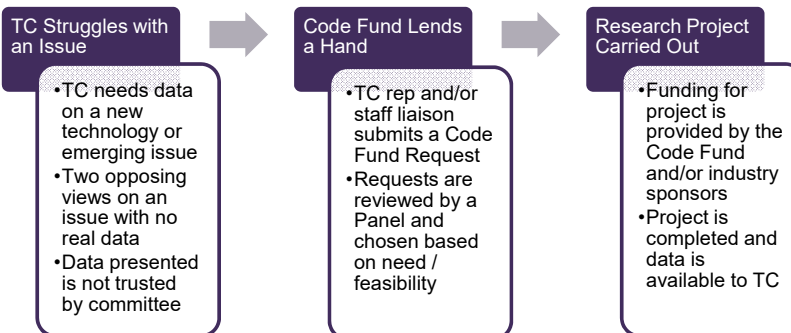 TC Struggles with
an Issue
•TC needs data
on a new
technology or
emerging issue
•Two opposing
views on an
issue with no
real data
•Data presented
is not trusted
by committee
Code Fund Lends
a Hand
•TC rep and/or
staff liaison
submits a Code
Fund Request
•Requests are
reviewed by a
Panel and
chosen based
on need /
feasibility
Research Project
Carried Out
•Funding for
project is
provided by the
Code Fund
and/or industry
sponsors
•Project is
completed and
data is
available to TC